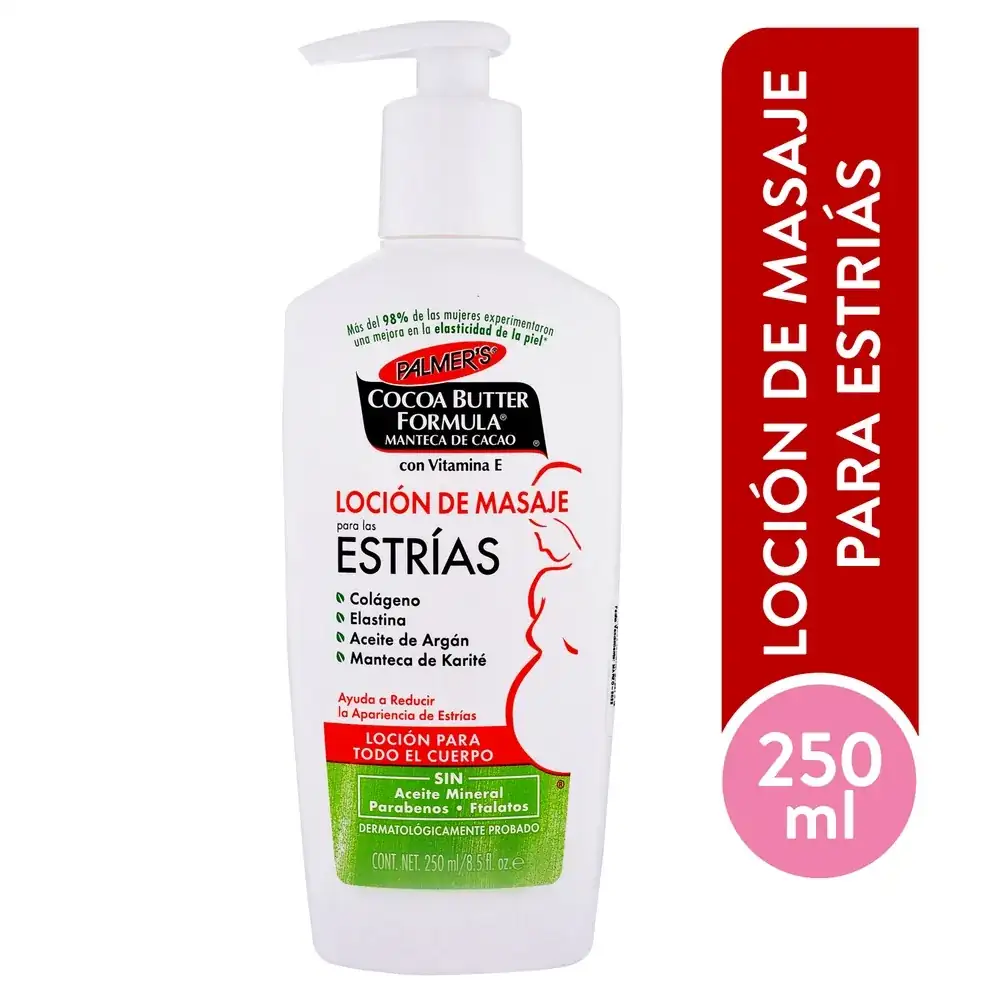 Más del 98% de las mujeres experimentaron
una mejora en la elasticidad de la piel*
PALMER'S®
COCOA BUTTER
FORMULA®
MANTECA DE CACAO ®
con Vitamina E
LOCIÓN DE MASAJE
para las
ESTRÍAS
Colágeno
Elastina
Aceite de Argán
Manteca de Karité
Ayuda a Reducir
la Apariencia de Estrías
LOCIÓN PARA
TODO EL CUERPO
SIN
Aceite Mineral
Parabenos • Ftalatos
®
DERMATOLÓGICAMENTE PROBADO
CONT. NET. 250 ml/8.5 fl. oz. e
LOCIÓN DE MASAJE
PARA ESTRÍÁS
250
ml